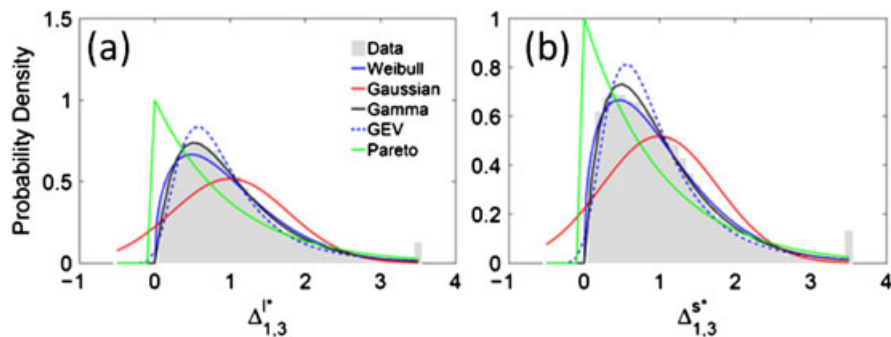 (a)
Data
Weibull
Gaussian
Gamma
GEV
Pareto
Probability Density
1.5
1
0.5
0
−1
0
1
2
3
4
Δ1,3 l*
(b)
1
0.8
0.6
0.4
0.2
0
−1
0
1
2
3
4
Δ1,3 s*